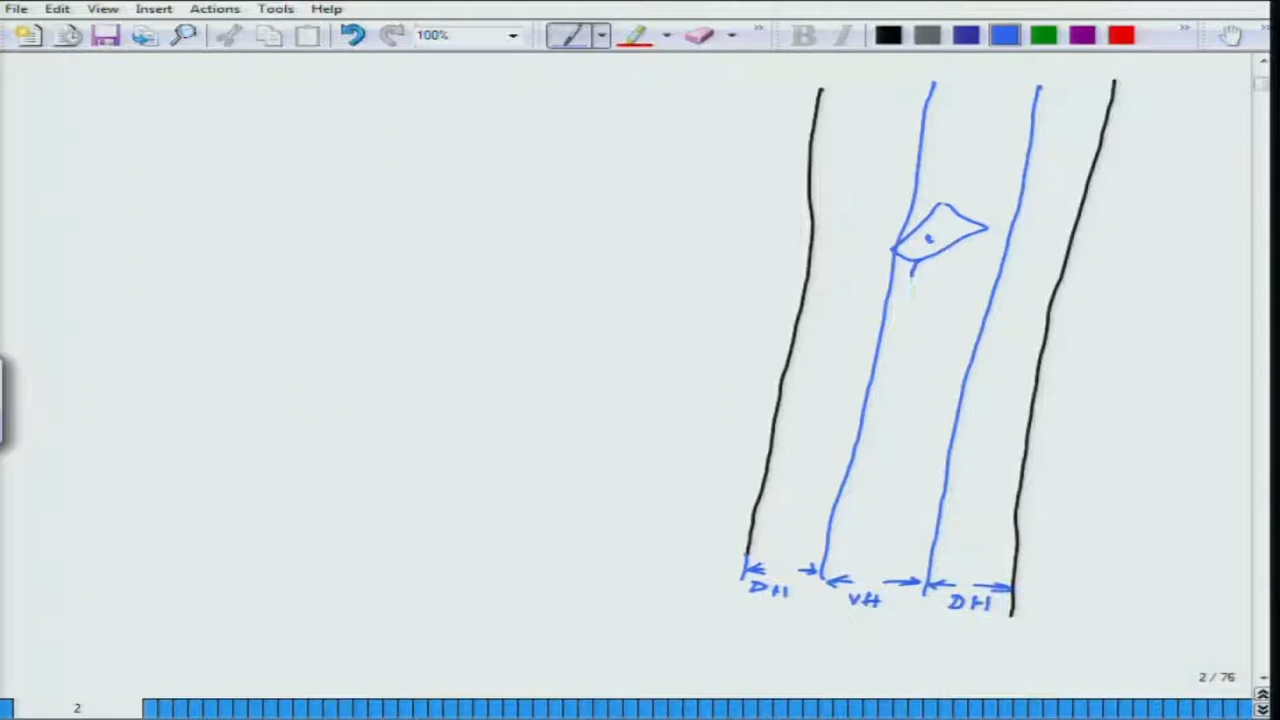 File Edit View Insert Actions Tools Help
100%
B I
DH VH DH
2 / 76
2